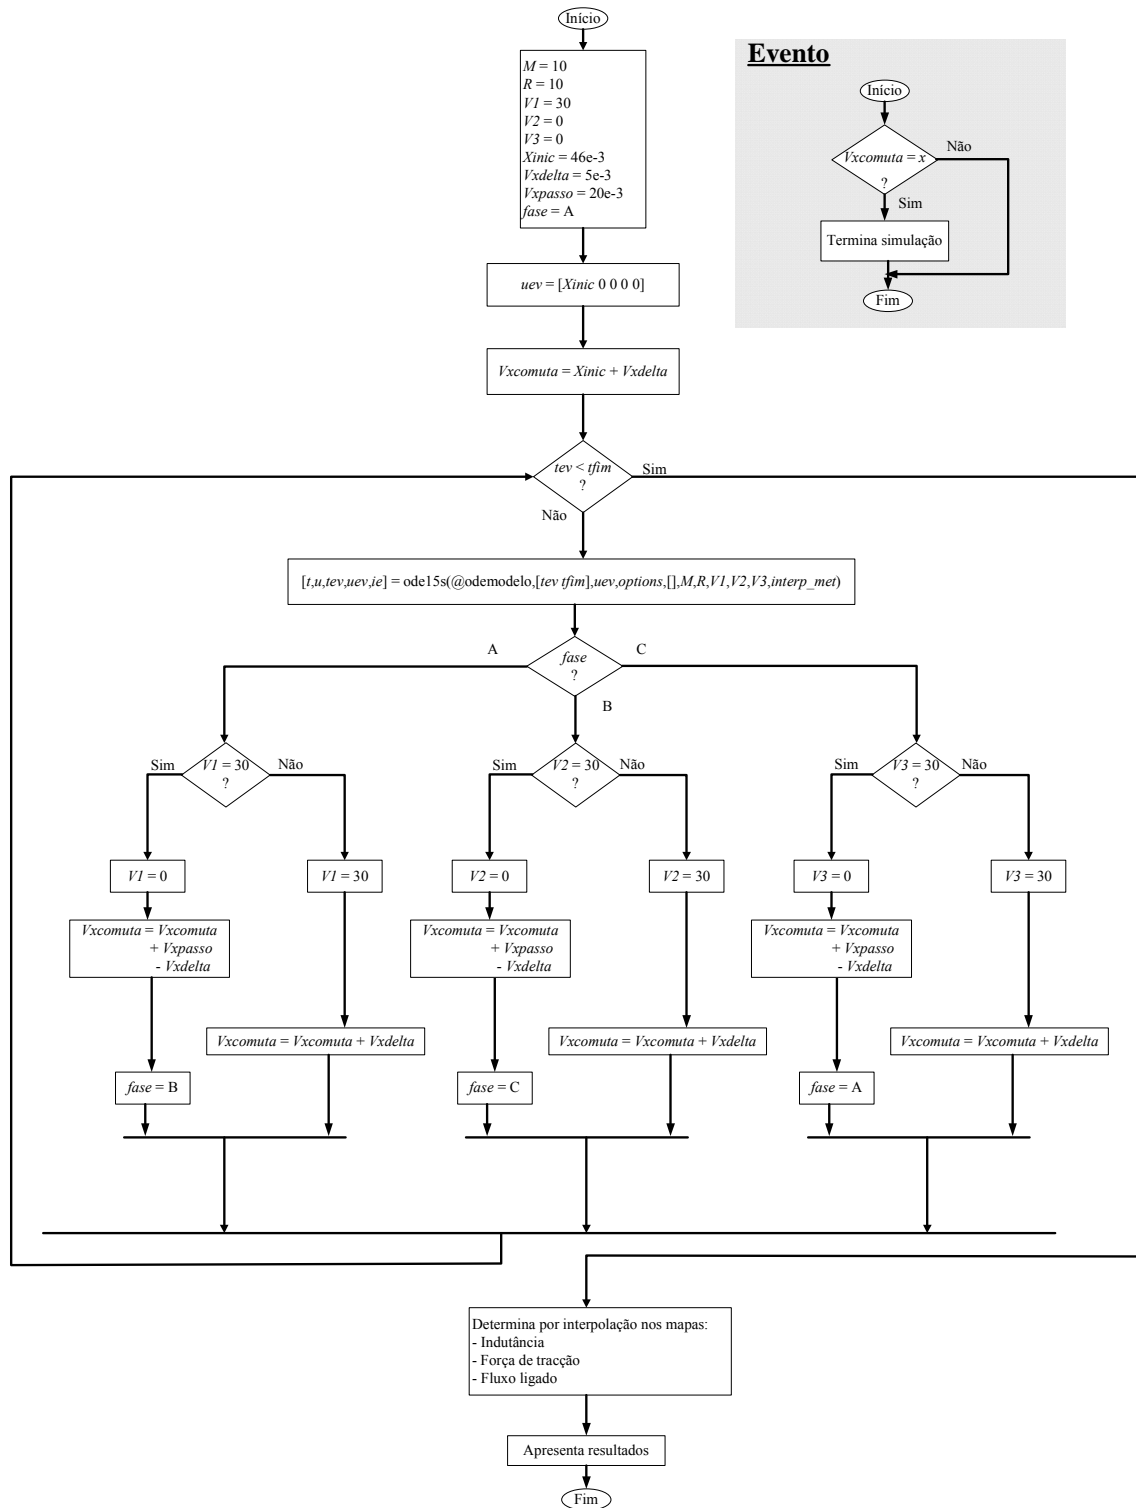 Início
M = 10
R = 10
V1 = 30
V2 = 0
V3 = 0
Xinic = 46e-3
Vxdelta = 5e-3
Vxpasso = 20e-3
fase = A
Evento
Início
Vxcomuta = x
?
Não
Sim
Termina simulação
Fim
uev = [Xinic 0 0 0 0]
Vxcomuta = Xinic + Vxdelta
tev < tfim
?
Sim
Não
[t,u,tev,uev,ie] = ode15s(@odemodelo,[tev tfim],uev,options,[],M,R,V1,V2,V3,interp_met)
A
fase
?
C
B
Sim
V1 = 30
?
Não
Sim
V2 = 30
?
Não
Sim
V3 = 30
?
Não
V1 = 0
V1 = 30
V2 = 0
V2 = 30
V3 = 0
V3 = 30
Vxcomuta = Vxcomuta
+ Vxpasso
- Vxdelta
Vxcomuta = Vxcomuta
+ Vxpasso
- Vxdelta
Vxcomuta = Vxcomuta
+ Vxpasso
- Vxdelta
Vxcomuta = Vxcomuta + Vxdelta
Vxcomuta = Vxcomuta + Vxdelta
Vxcomuta = Vxcomuta + Vxdelta
fase = B
fase = C
fase = A
Determina por interpolação nos mapas:
- Indutância
- Força de tracção
- Fluxo ligado
Apresenta resultados
Fim